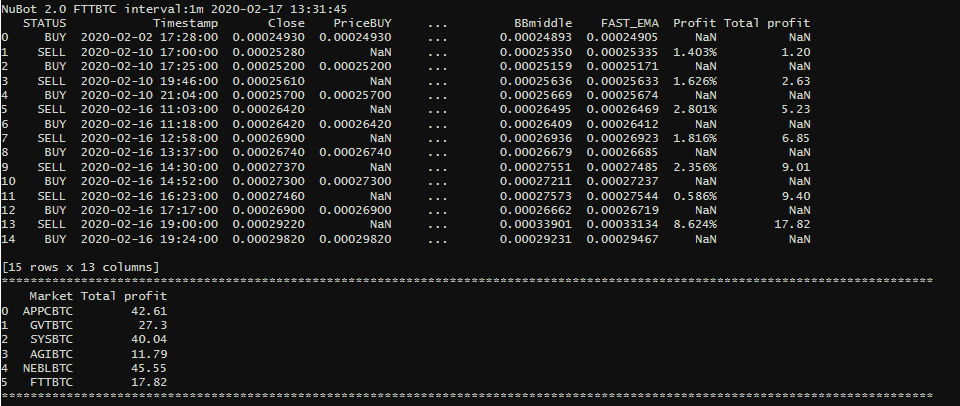 NuBot 2.0 FTTBTC interval:1m 2020-02-17 13:31:45
STATUS Timestamp Close PriceBUY ... BBmiddle FAST_EMA Profit Total profit
0 BUY 2020-02-02 17:28:00 0.00024930 0.00024930 ... 0.00024893 0.00024905 NaN NaN
1 SELL 2020-02-10 17:00:00 0.00025280 NaN ... 0.00025350 0.00025335 1.403% 1.20
2 BUY 2020-02-10 17:25:00 0.00025200 0.00025200 ... 0.00025159 0.00025171 NaN NaN
3 SELL 2020-02-10 19:46:00 0.00025610 NaN ... 0.00025636 0.00025633 1.626% 2.63
4 BUY 2020-02-10 21:04:00 0.00025700 0.00025700 ... 0.00025669 0.00025674 NaN NaN
5 SELL 2020-02-16 11:03:00 0.00026420 NaN ... 0.00026495 0.00026469 2.801% 5.23
6 BUY 2020-02-16 11:18:00 0.00026420 0.00026420 ... 0.00026409 0.00026412 NaN NaN
7 SELL 2020-02-16 12:58:00 0.00026900 NaN ... 0.00026936 0.00026923 1.816% 6.85
8 BUY 2020-02-16 13:37:00 0.00026740 0.00026740 ... 0.00026679 0.00026685 NaN NaN
9 SELL 2020-02-16 14:30:00 0.00027370 NaN ... 0.00027551 0.00027485 2.356% 9.01
10 BUY 2020-02-16 14:52:00 0.00027300 0.00027300 ... 0.00027211 0.00027237 NaN NaN
11 SELL 2020-02-16 16:23:00 0.00027460 NaN ... 0.00027573 0.00027544 0.586% 9.40
12 BUY 2020-02-16 17:17:00 0.00026900 0.00026900 ... 0.00026662 0.00026719 NaN NaN
13 SELL 2020-02-16 19:00:00 0.00029220 NaN ... 0.00033901 0.00033134 8.624% 17.82
14 BUY 2020-02-16 19:24:00 0.00029820 0.00029820 ... 0.00029231 0.00029467 NaN NaN
[15 rows x 13 columns]
********************************************************************************************************************
Market Total profit
0 APPCBTC 42.61
1 GVTBTC 27.3
2 SYSBTC 40.04
3 AGIBTC 11.79
4 NEBLBTC 45.55
5 FTTBTC 17.82
********************************************************************************************************************